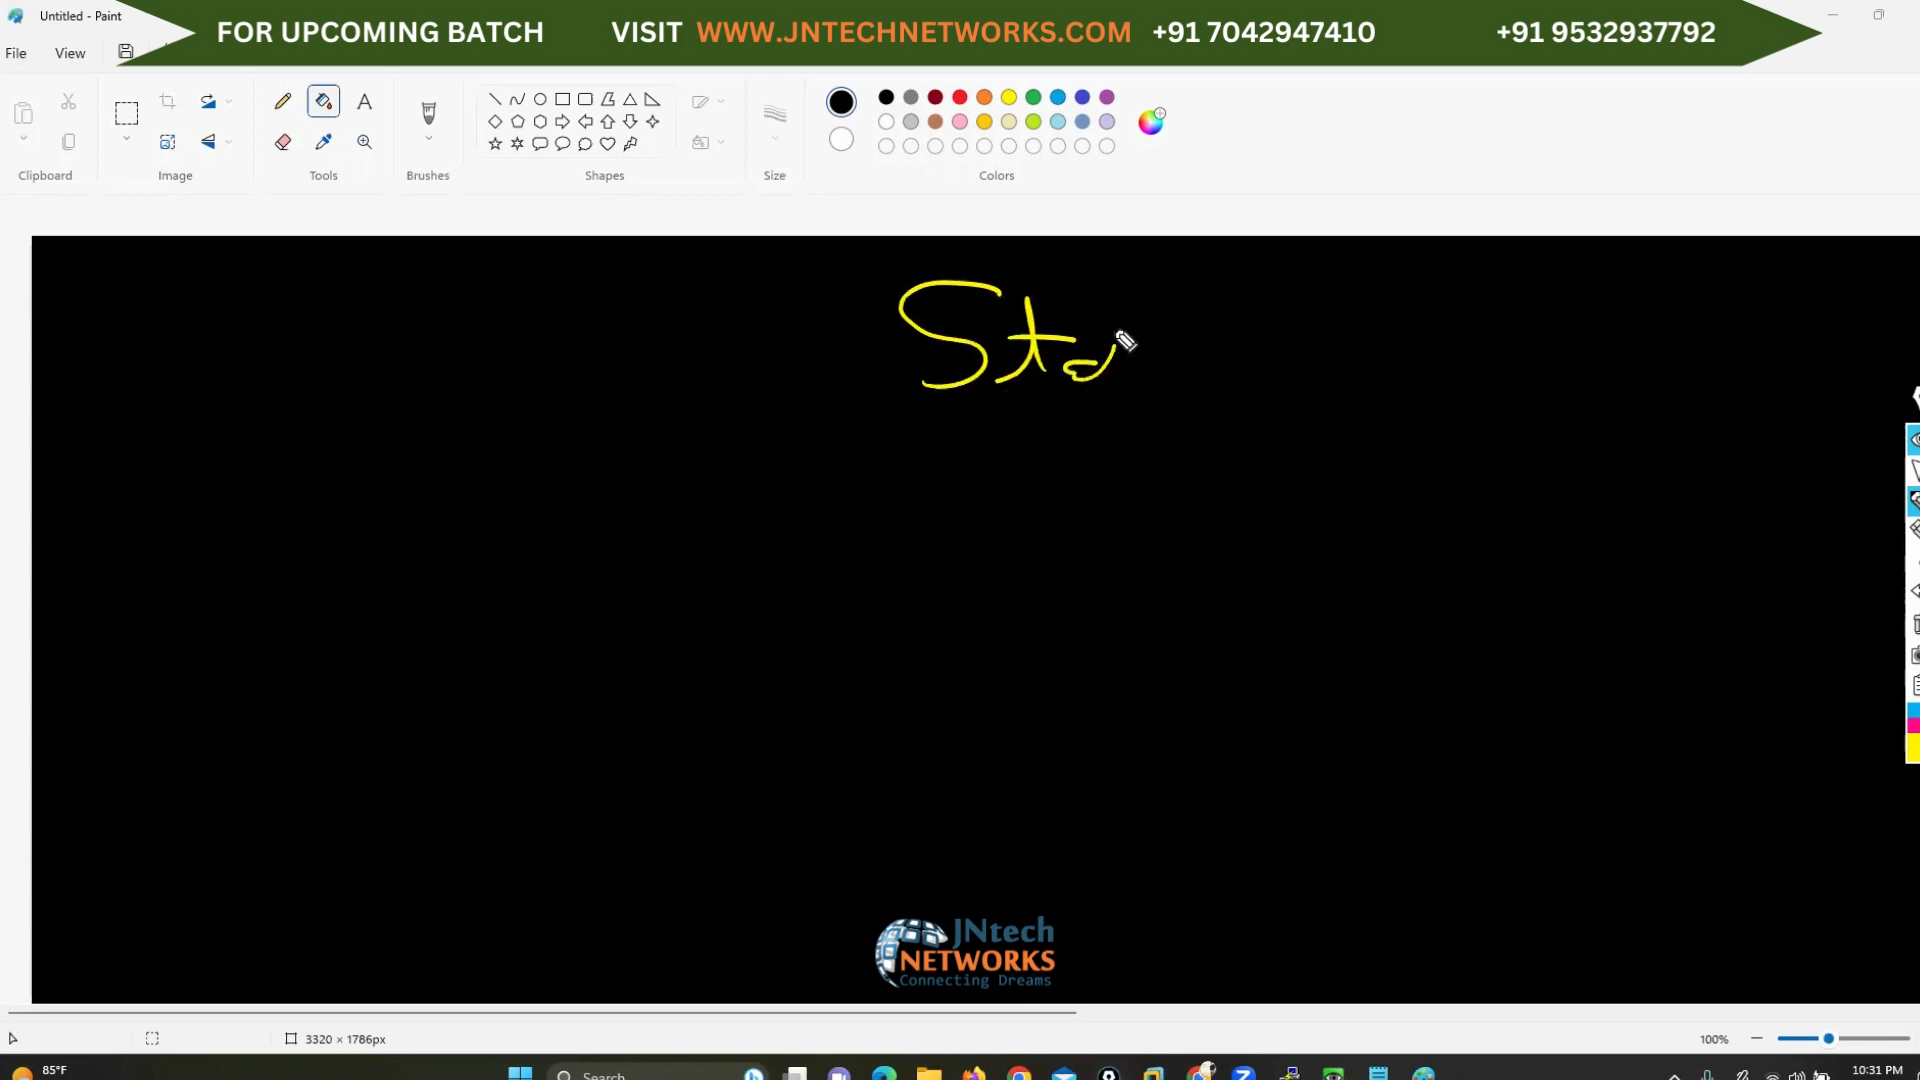 Untitled - Paint
FOR UPCOMING BATCH VISIT WWW.JNTECHNETWORKS.COM +91 7042947410 +91 9532937792
File View
Clipboard Image Tools Brushes Shapes Size Colors
Sta
JNtech
NETWORKS
Connecting Dreams
3320 × 1786px 100%
85°F
Search
10:31 PM